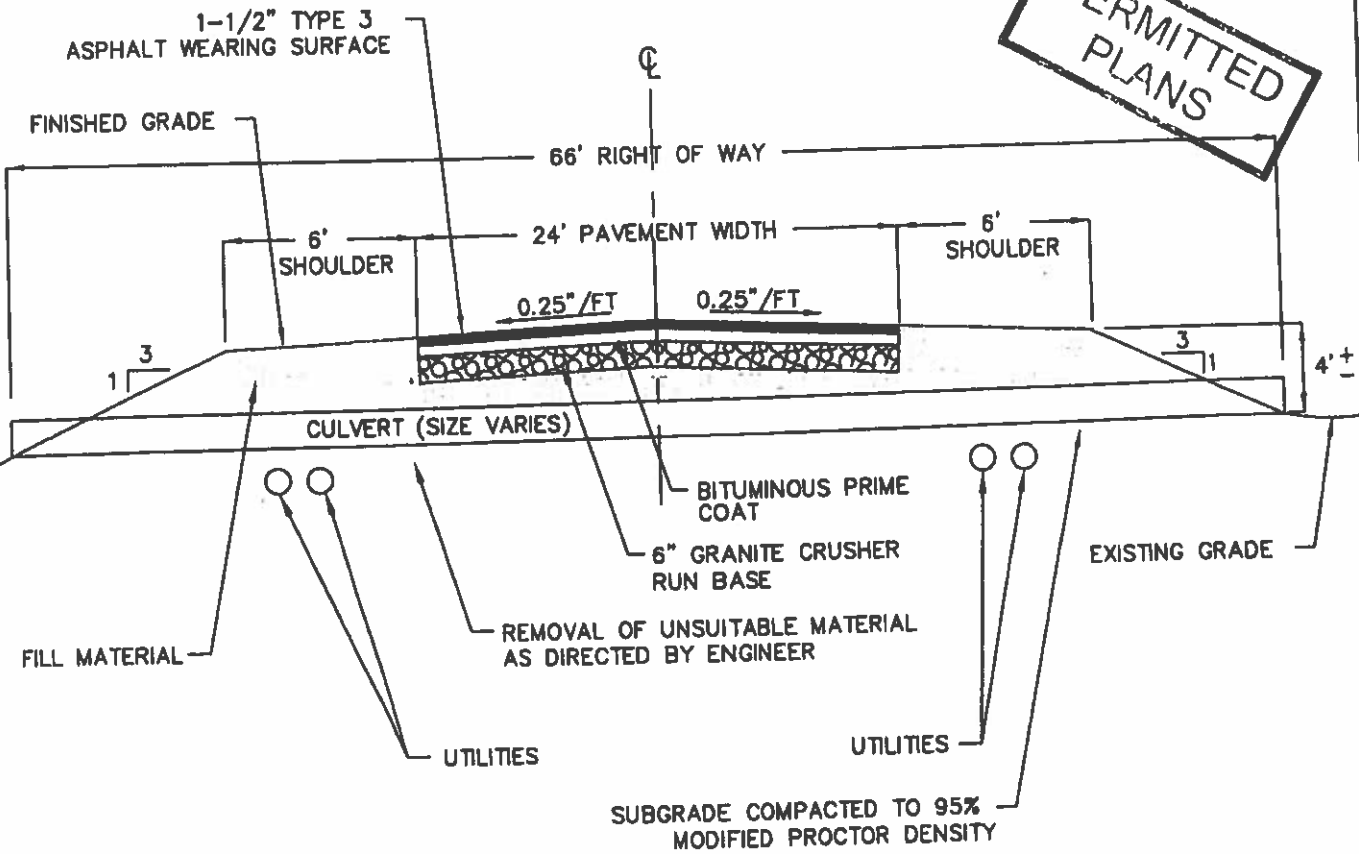 1-1/2" TYPE 3
ASPHALT WEARING SURFACE
℄
PLANS
FINISHED GRADE
66' RIGHT OF WAY
6'
SHOULDER
24' PAVEMENT WIDTH
6'
SHOULDER
0.25"/FT
0.25"/FT
3
1
3
1
4' ±
CULVERT (SIZE VARIES)
BITUMINOUS PRIME
COAT
6" GRANITE CRUSHER
RUN BASE
EXISTING GRADE
REMOVAL OF UNSUITABLE MATERIAL
AS DIRECTED BY ENGINEER
FILL MATERIAL
UTILITIES
UTILITIES
SUBGRADE COMPACTED TO 95%
MODIFIED PROCTOR DENSITY